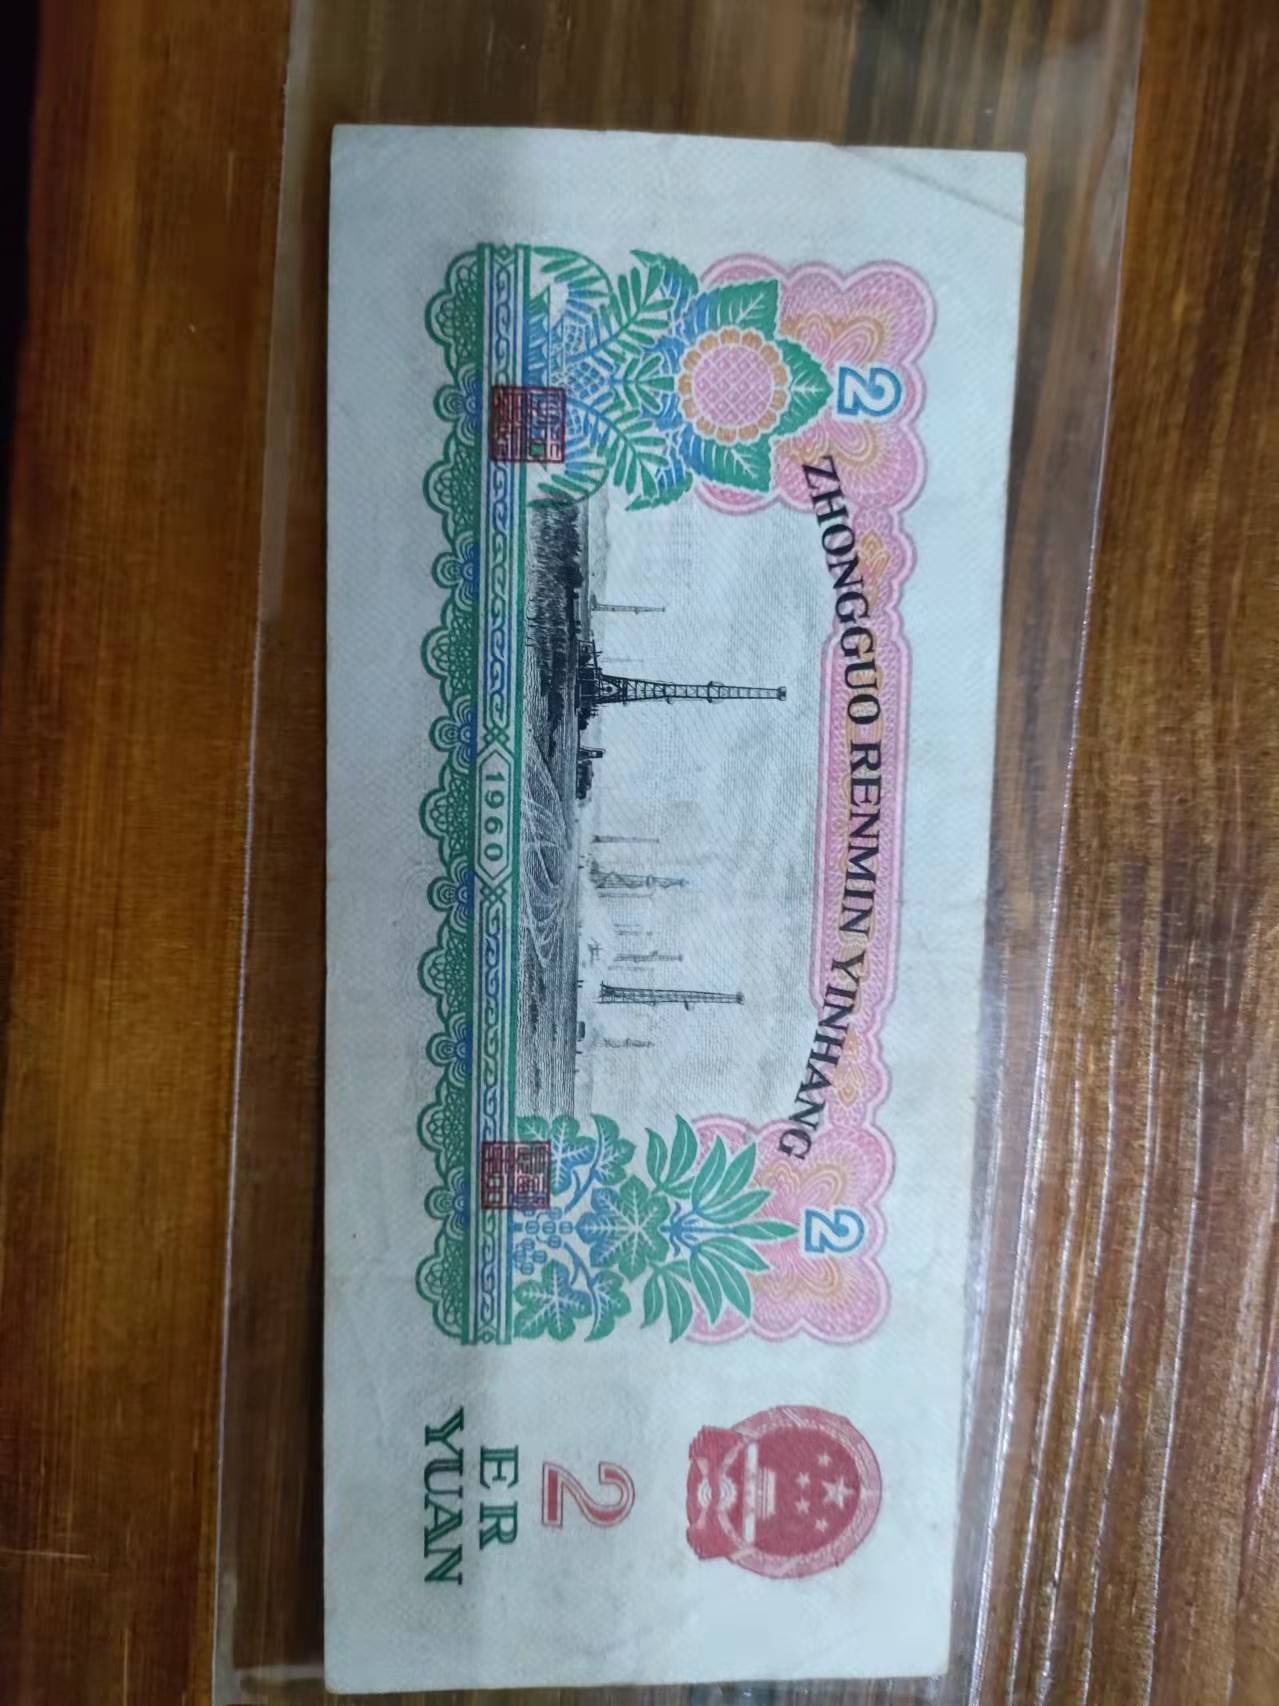 ZHONGGUO RENMIN YINHANG
2
2
1960
2
ER
YUAN